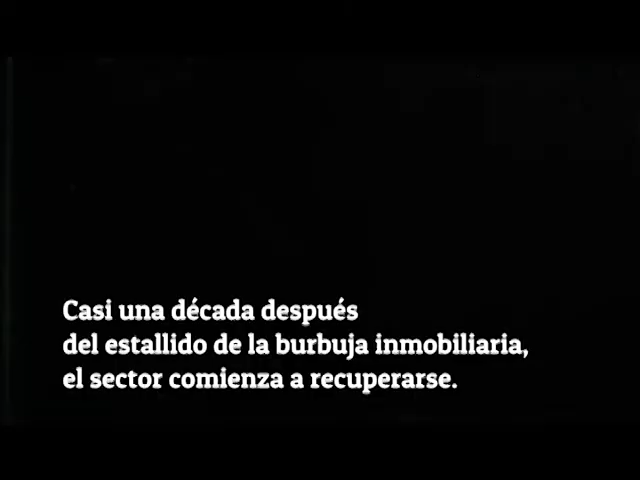 Casi una década después
del estallido de la burbuja inmobiliaria,
el sector comienza a recuperarse.